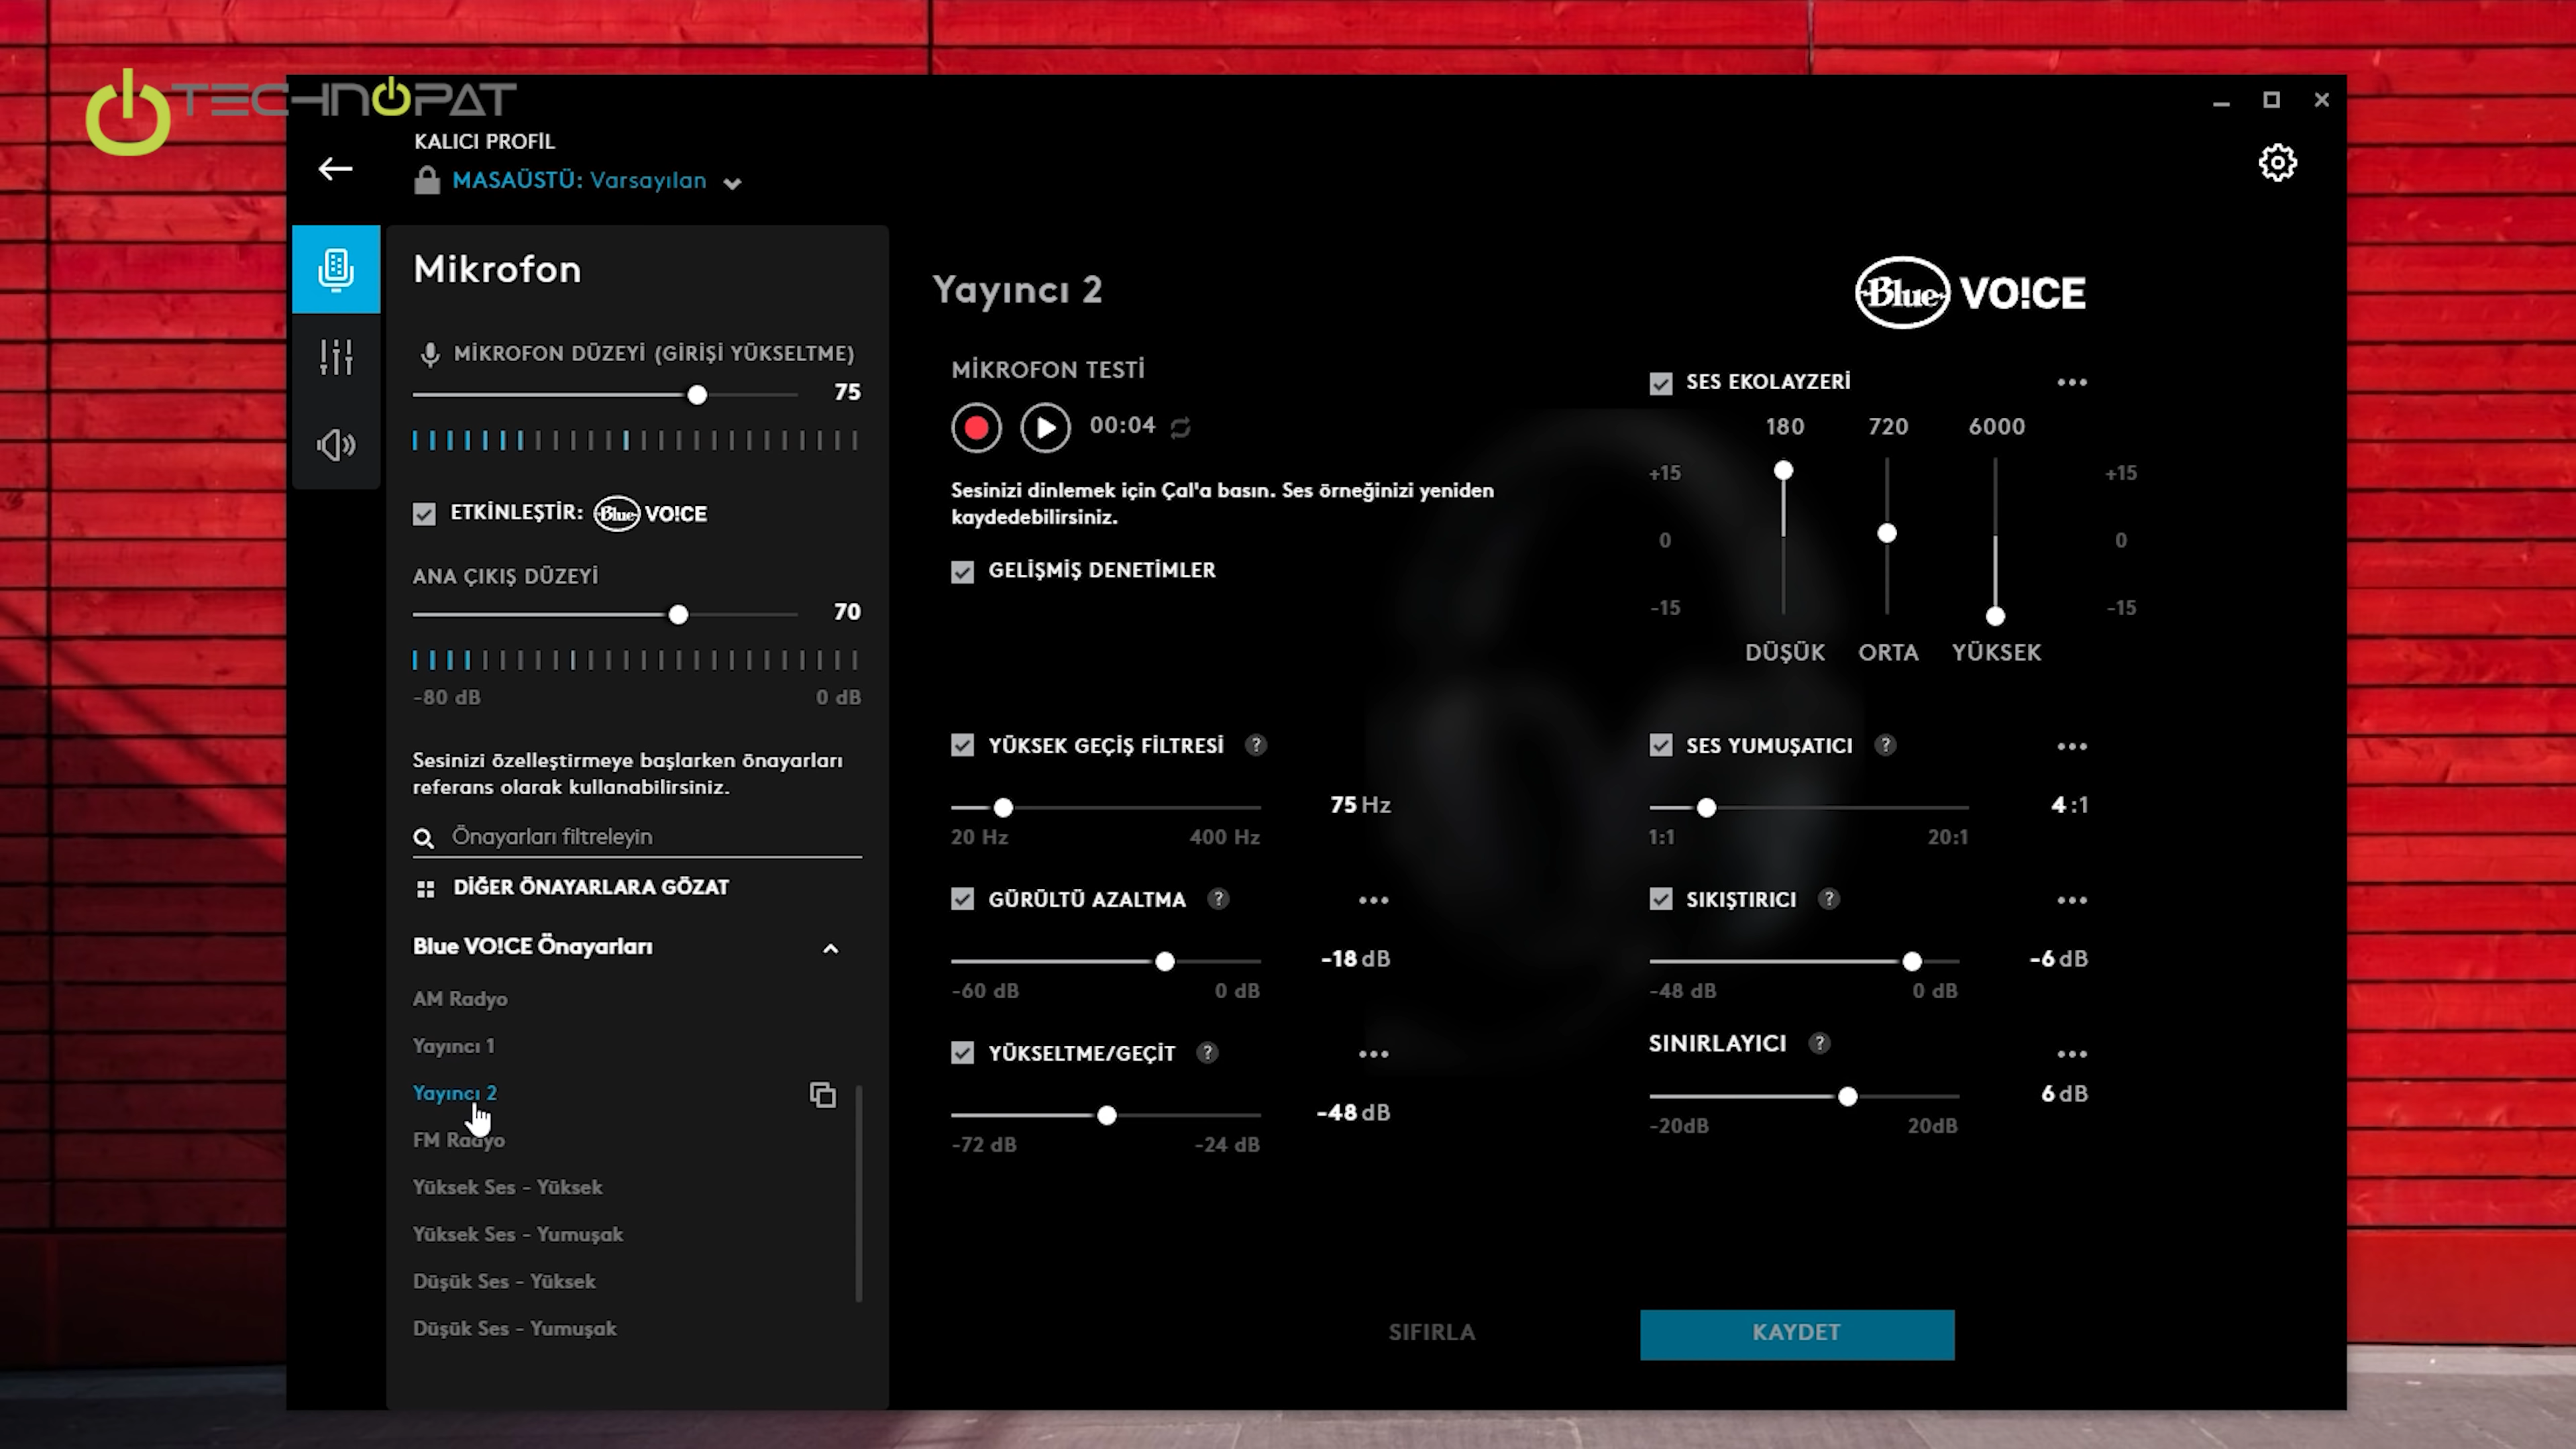 TECHNOPAT
KALICI PROFİL
MASAÜSTÜ: Varsayılan
Mikrofon
MİKROFON DÜZEYİ (GİRİŞİ YÜKSELTME)
75
ETKİNLEŞTİR: Blue VO!CE
ANA ÇIKIŞ DÜZEYİ
70
-80 dB 0 dB
Sesinizi özelleştirmeye başlarken önayarları
referans olarak kullanabilirsiniz.
Önayarları filtreleyin
DİĞER ÖNAYARLARA GÖZAT
Blue VO!CE Önayarları
AM Radyo
Yayıncı 1
Yayıncı 2
FM Radyo
Yüksek Ses - Yüksek
Yüksek Ses - Yumuşak
Düşük Ses - Yüksek
Düşük Ses - Yumuşak
Yayıncı 2
Blue VO!CE
MİKROFON TESTİ
00:04
Sesinizi dinlemek için Çal'a basın. Ses örneğinizi yeniden
kaydedebilirsiniz.
GELİŞMİŞ DENETİMLER
SES EKOLAYZERİ
180 720 6000
+15 +15
0 0
-15 -15
DÜŞÜK ORTA YÜKSEK
YÜKSEK GEÇİŞ FİLTRESİ ?
75 Hz
20 Hz 400 Hz
SES YUMUŞATICI ?
4 :1
1:1 20:1
GÜRÜLTÜ AZALTMA ?
-18 dB
-60 dB 0 dB
SIKIŞTIRICI ?
-6 dB
-48 dB 0 dB
YÜKSELTME/GEÇİT ?
-48 dB
-72 dB -24 dB
SINIRLAYICI ?
6 dB
-20dB 20dB
SIFIRLA
KAYDET